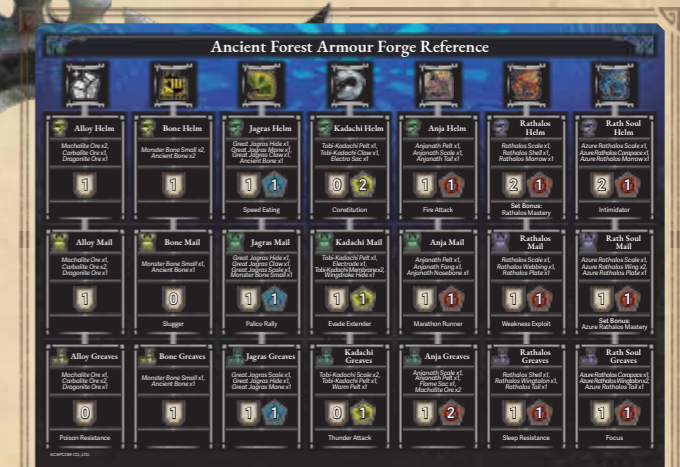 Ancient Forest Armour Forge Reference
Alloy Helm
Machalite Ore x2,
Carbalite Ore x1,
Dragonite Ore x1
1
Bone Helm
Monster Bone Small x2,
Ancient Bone x2
1
Jagras Helm
Great Jagras Hide x1,
Great Jagras Mane x1,
Great Jagras Claw x1,
Ancient Bone x1
1 1
Speed Eating
Kadachi Helm
Tobi-Kadachi Pelt x1,
Tobi-Kadachi Claw x1,
Electro Sac x1
0 2
Constitution
Anja Helm
Anjanath Pelt x1,
Anjanath Scale x1,
Anjanath Tail x1
1 1
Fire Attack
Rathalos
Helm
Rathalos Scale x1,
Rathalos Shell x1,
Rathalos Marrow x1
2 1
Set Bonus:
Rathalos Mastery
Rath Soul
Helm
Azure Rathalos Scale x1,
Azure Rathalos Carapace x1,
Azure Rathalos Marrow x1
2 1
Intimidator
Alloy Mail
Machalite Ore x1,
Carbalite Ore x2,
Dragonite Ore x1
1
Bone Mail
Monster Bone Small x1,
Ancient Bone x1
0
Slugger
Jagras Mail
Great Jagras Hide x1,
Great Jagras Claw x1,
Great Jagras Scale x1,
Monster Bone Small x1
1 1
Palico Rally
Kadachi Mail
Tobi-Kadachi Pelt x1,
Electrode x1,
Tobi-Kadachi Membrane x2,
Wingdrake Hide x1
1 1
Evade Extender
Anja Mail
Anjanath Pelt x1,
Anjanath Fang x1,
Anjanath Nosebone x1
1 1
Marathon Runner
Rathalos
Mail
Rathalos Scale x1,
Rathalos Webbing x1,
Rathalos Plate x1
1 1
Weakness Exploit
Rath Soul
Mail
Azure Rathalos Scale x1,
Azure Rathalos Wing x2,
Azure Rathalos Plate x1
1 1
Set Bonus:
Azure Rathalos Mastery
Alloy Greaves
Machalite Ore x1,
Carbalite Ore x2,
Dragonite Ore x1
0
Poison Resistance
Bone Greaves
Monster Bone Small x1,
Ancient Bone x1
1
Jagras Greaves
Great Jagras Scale x1,
Great Jagras Hide x1,
Great Jagras Mane x1
1 1
Kadachi
Greaves
Tobi-Kadachi Scale x2,
Tobi-Kadachi Pelt x1,
Warm Pelt x1
0 1
Thunder Attack
Anja Greaves
Anjanath Scale x1,
Anjanath Pelt x1,
Flame Sac x1,
Machalite Ore x2
1 2
Rathalos
Greaves
Rathalos Shell x1,
Rathalos Wingtalon x1,
Rathalos Tail x1
1 1
Sleep Resistance
Rath Soul
Greaves
Azure Rathalos Carapace x1,
Azure Rathalos Wingtalon x2,
Azure Rathalos Tail x1
1 1
Focus
©CAPCOM CO., LTD.